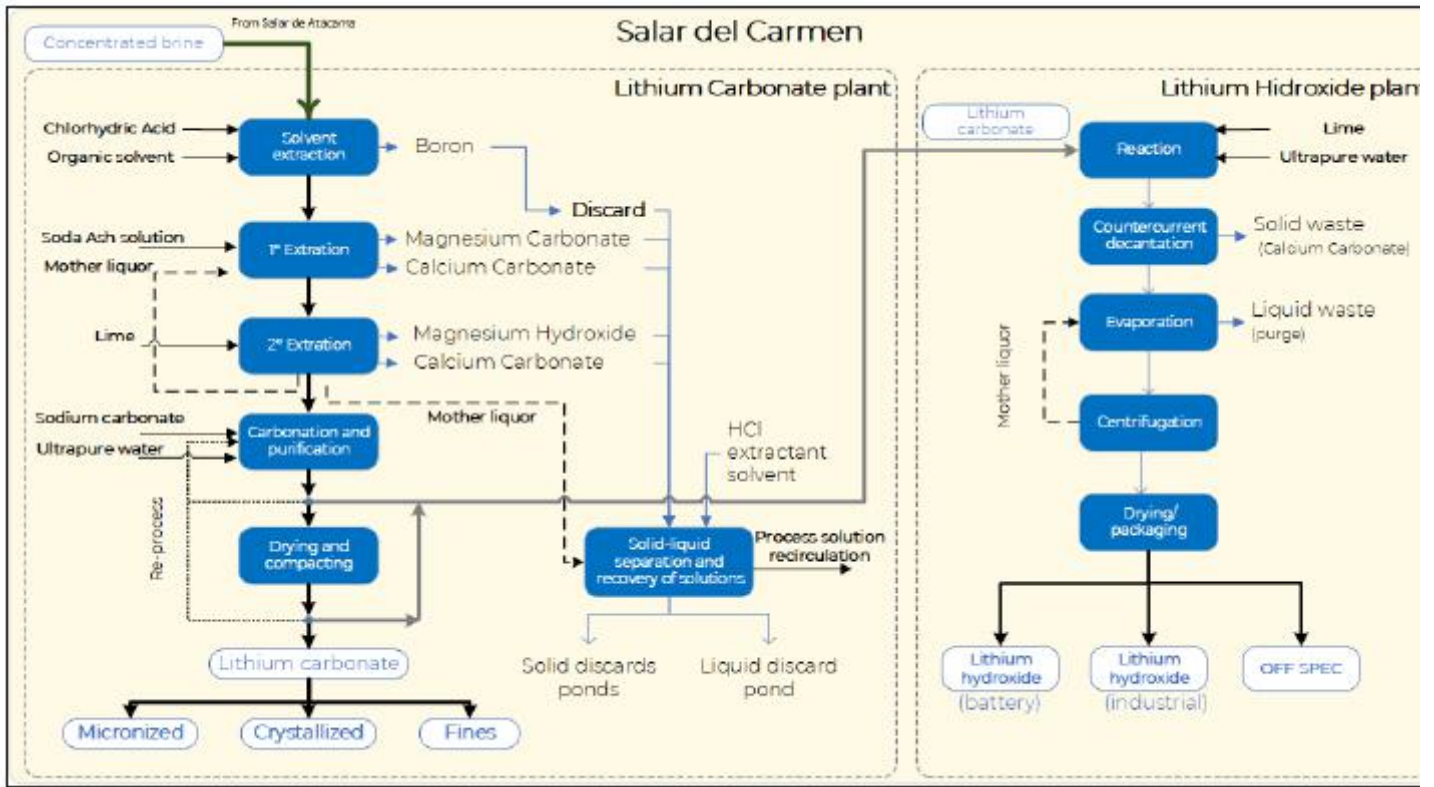 From Salar de Atacama
Concentrated brine
Salar del Carmen
Lithium Carbonate plant
Lithium Hidroxide plant
Chlorhydric Acid
Organic solvent
Solvent
extraction
Boron
Discard
Soda Ash solution
Mother liquor
1° Extration
Magnesium Carbonate
Calcium Carbonate
Lime
2° Extration
Magnesium Hydroxide
Calcium Carbonate
Mother liquor
Sodium carbonate
Ultrapure water
Carbonation and
purification
HCl
extractant
solvent
Re-process
Drying and
compacting
Solid-liquid
separation and
recovery of solutions
Process solution
recirculation
Solid discards
ponds
Liquid discard
pond
Lithium carbonate
Micronized
Crystallized
Fines
Lithium
carbonate
Reaction
Lime
Ultrapure water
Countercurrent
decantation
Solid waste
(Calcium Carbonate)
Evaporation
Liquid waste
(purge)
Mother liquor
Centrifugation
Drying/
packaging
Lithium
hydroxide
(battery)
Lithium
hydroxide
(industrial)
OFF SPEC